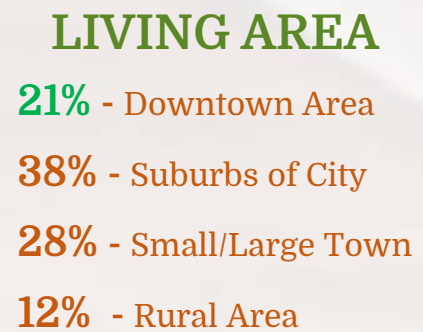 LIVING AREA
21% - Downtown Area
38% - Suburbs of City
28% - Small/Large Town
12% - Rural Area